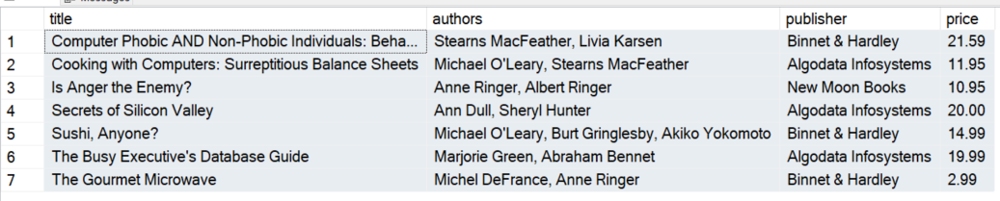 Messages
title authors publisher price
1 Computer Phobic AND Non-Phobic Individuals: Beha... Stearns MacFeather, Livia Karsen Binnet & Hardley 21.59
2 Cooking with Computers: Surreptitious Balance Sheets Michael O'Leary, Stearns MacFeather Algodata Infosystems 11.95
3 Is Anger the Enemy? Anne Ringer, Albert Ringer New Moon Books 10.95
4 Secrets of Silicon Valley Ann Dull, Sheryl Hunter Algodata Infosystems 20.00
5 Sushi, Anyone? Michael O'Leary, Burt Gringlesby, Akiko Yokomoto Binnet & Hardley 14.99
6 The Busy Executive's Database Guide Marjorie Green, Abraham Bennet Algodata Infosystems 19.99
7 The Gourmet Microwave Michel DeFrance, Anne Ringer Binnet & Hardley 2.99